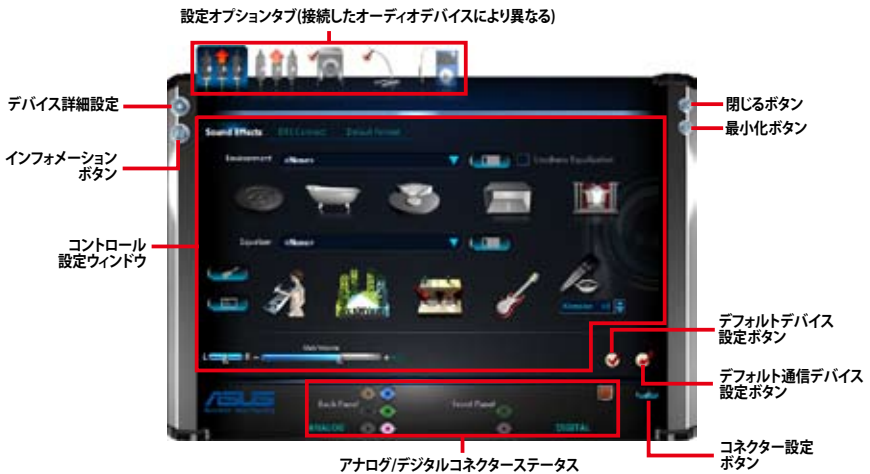 設定オプションタブ(接続したオーディオデバイスにより異なる)
デバイス詳細設定
インフォメーション
ボタン
コントロール
設定ウィンドウ
閉じるボタン
最小化ボタン
Sound Effects
Default Format
Environment <None>
Loudness Equalization
Equalizer <None>
Karaoke
Main Volume
L R - +
デフォルトデバイス
設定ボタン
デフォルト通信デバイス
設定ボタン
ASUS
Back Panel
Front Panel
ANALOG
DIGITAL
コネクター設定
ボタン
アナログ/デジタルコネクターステータス